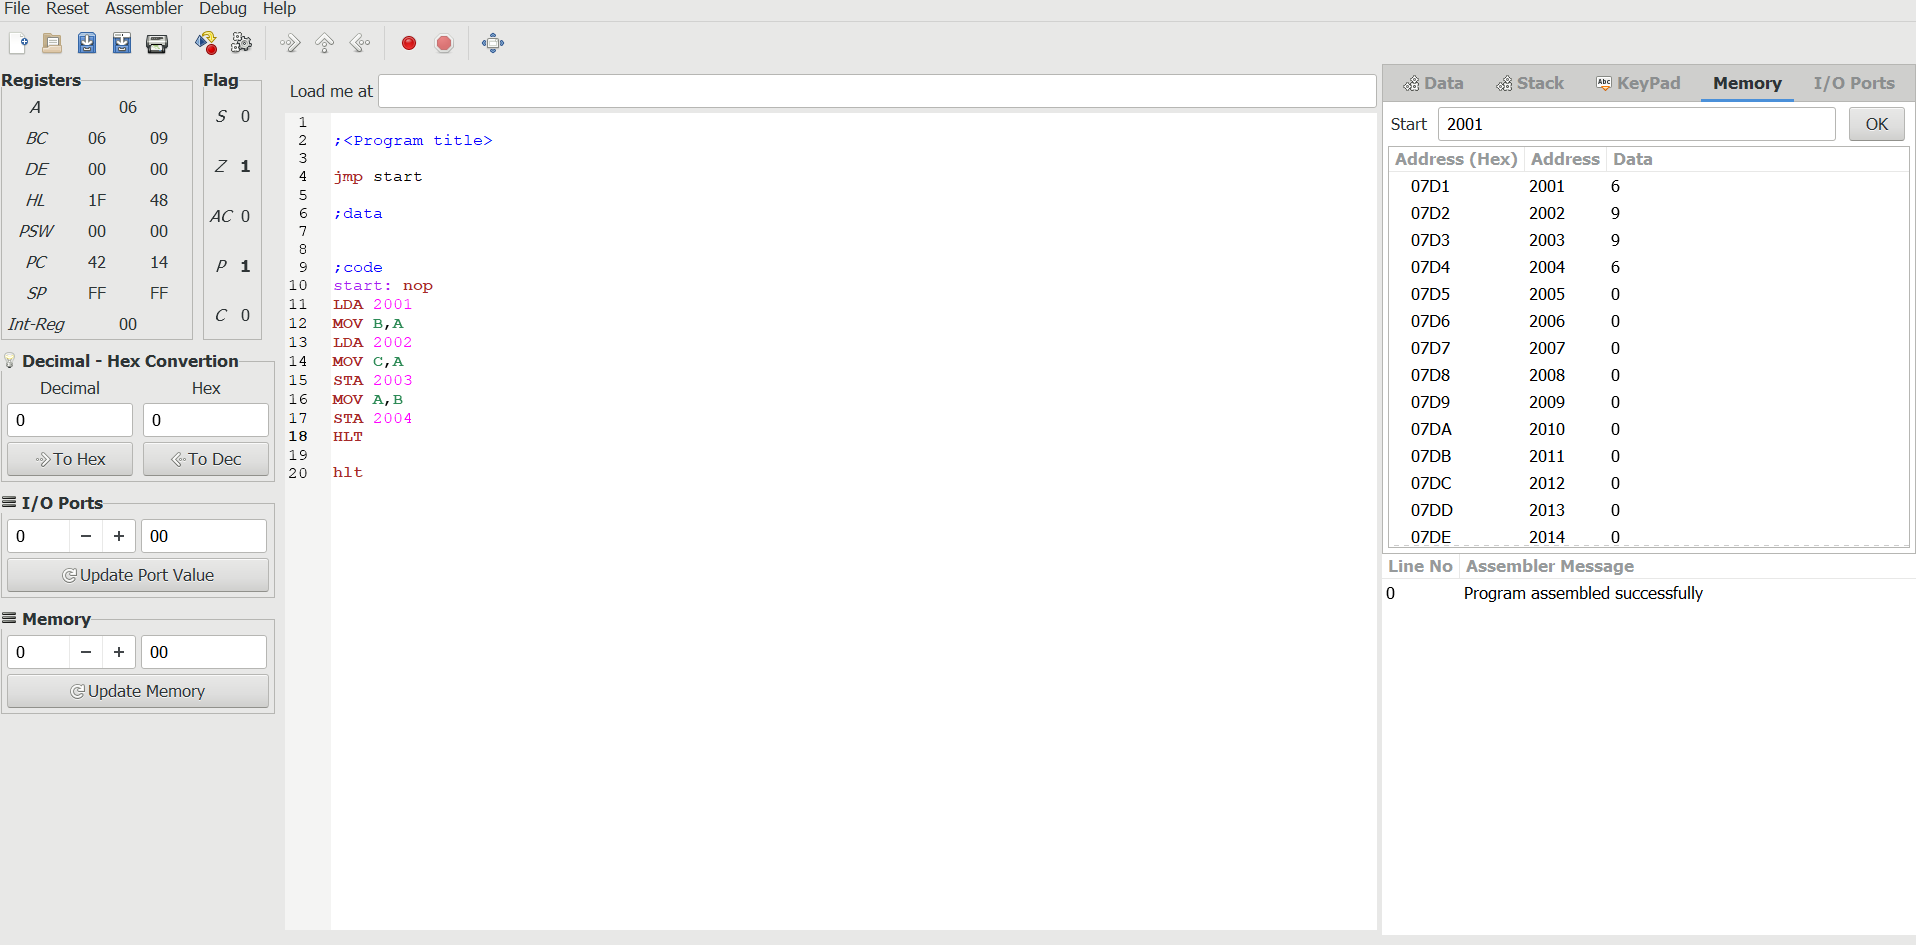 File Reset Assembler Debug Help
Registers
A 06
BC 06 09
DE 00 00
HL 1F 48
PSW 00 00
PC 42 14
SP FF FF
Int-Reg 00
Flag
S 0
Z 1
AC 0
P 1
C 0
Decimal - Hex Convertion
Decimal Hex
0 0
To Hex To Dec
I/O Ports
0 − + 00
Update Port Value
Memory
0 − + 00
Update Memory
Load me at
1
2 ;<Program title>
3
4 jmp start
5
6 ;data
7
8
9 ;code
10 start: nop
11 LDA 2001
12 MOV B,A
13 LDA 2002
14 MOV C,A
15 STA 2003
16 MOV A,B
17 STA 2004
18 HLT
19
20 hlt
Data Stack Abc KeyPad Memory I/O Ports
Start 2001 OK
Address (Hex) Address Data
07D1 2001 6
07D2 2002 9
07D3 2003 9
07D4 2004 6
07D5 2005 0
07D6 2006 0
07D7 2007 0
07D8 2008 0
07D9 2009 0
07DA 2010 0
07DB 2011 0
07DC 2012 0
07DD 2013 0
07DE 2014 0
Line No Assembler Message
0 Program assembled successfully